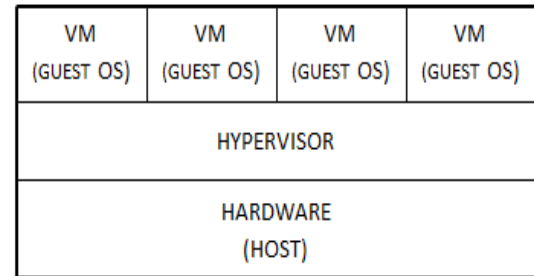 VM VM VM VM
(GUEST OS) (GUEST OS) (GUEST OS) (GUEST OS)
HYPERVISOR
HARDWARE
(HOST)